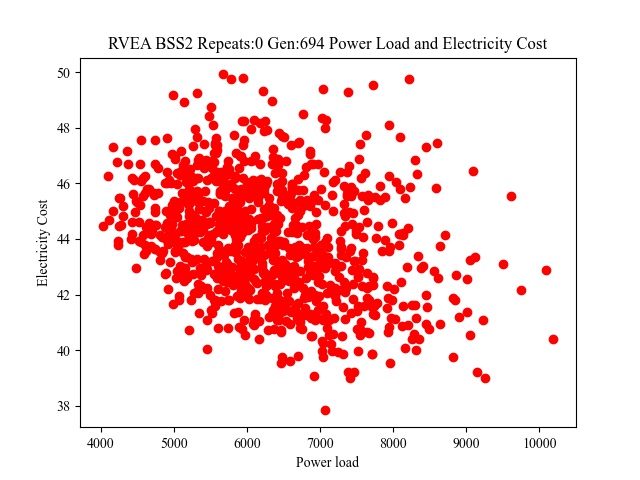 RVEA BSS2 Repeats:0 Gen:694 Power Load and Electricity Cost
50
48
46
44
42
40
38
Electricity Cost
4000 5000 6000 7000 8000 9000 10000
Power load